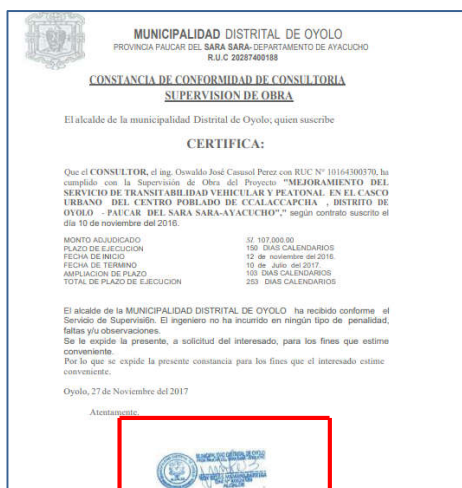 MUNICIPALIDAD DISTRITAL DE OYOLO
PROVINCIA PAUCAR DEL SARA SARA- DEPARTAMENTO DE AYACUCHO
R.U.C 20287400188
CONSTANCIA DE CONFORMIDAD DE CONSULTORIA
SUPERVISION DE OBRA
El alcalde de la municipalidad Distrital de Oyolo; quien suscribe
CERTIFICA:
Que el CONSULTOR, el ing. Oswaldo José Casusol Perez con RUC Nº 10164300370, ha
cumplido con la Supervisión de Obra del Proyecto "MEJORAMIENTO DEL
SERVICIO DE TRANSITABILIDAD VEHICULAR Y PEATONAL EN EL CASCO
URBANO DEL CENTRO POBLADO DE CCALACCAPCHA , DISTRITO DE
OYOLO - PAUCAR DEL SARA SARA-AYACUCHO"," según contrato suscrito el
día 10 de noviembre del 2016.
MONTO ADJUDICADO S/. 107,000.00
PLAZO DE EJECUCION 150 DIAS CALENDARIOS
FECHA DE INICIO 12 de noviembre del 2016.
FECHA DE TERMINO 10 de Julio del 2017.
AMPLIACION DE PLAZO 103 DIAS CALENDARIOS
TOTAL DE PLAZO DE EJECUCION 253 DIAS CALENDARIOS
El alcalde de la MUNICIPALIDAD DISTRITAL DE OYOLO ha recibido conforme el
Servicio de Supervisión. El ingeniero no ha incurrido en ningún tipo de penalidad,
faltas y/u observaciones.
Se le expide la presente, a solicitud del interesado, para los fines que estime
conveniente.
Por lo que se expide la presente constancia para los fines que el interesado estime
conveniente.
Oyolo, 27 de Noviembre del 2017
Atentamente,
MUNICIPALIDAD DISTRITAL DE OYOLO
ALCALDE